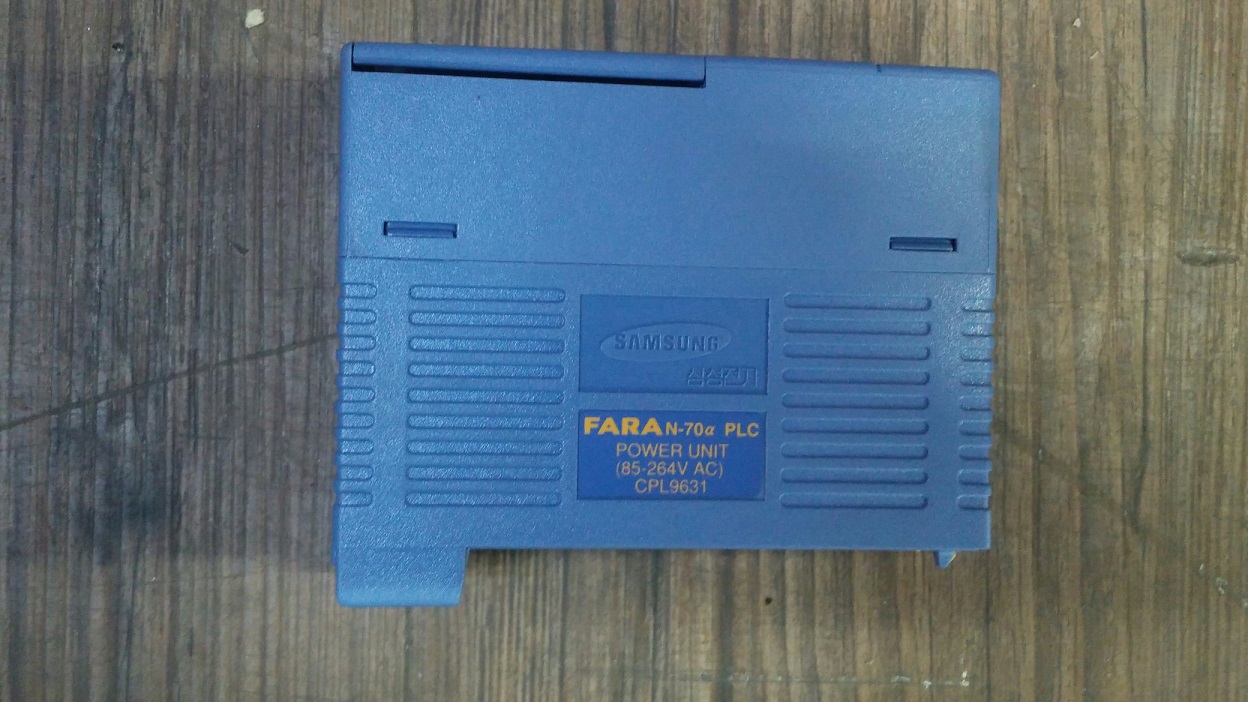 SAMSUNG
삼성전기
FARA N-70α PLC
POWER UNIT
(85-264V AC)
CPL9631